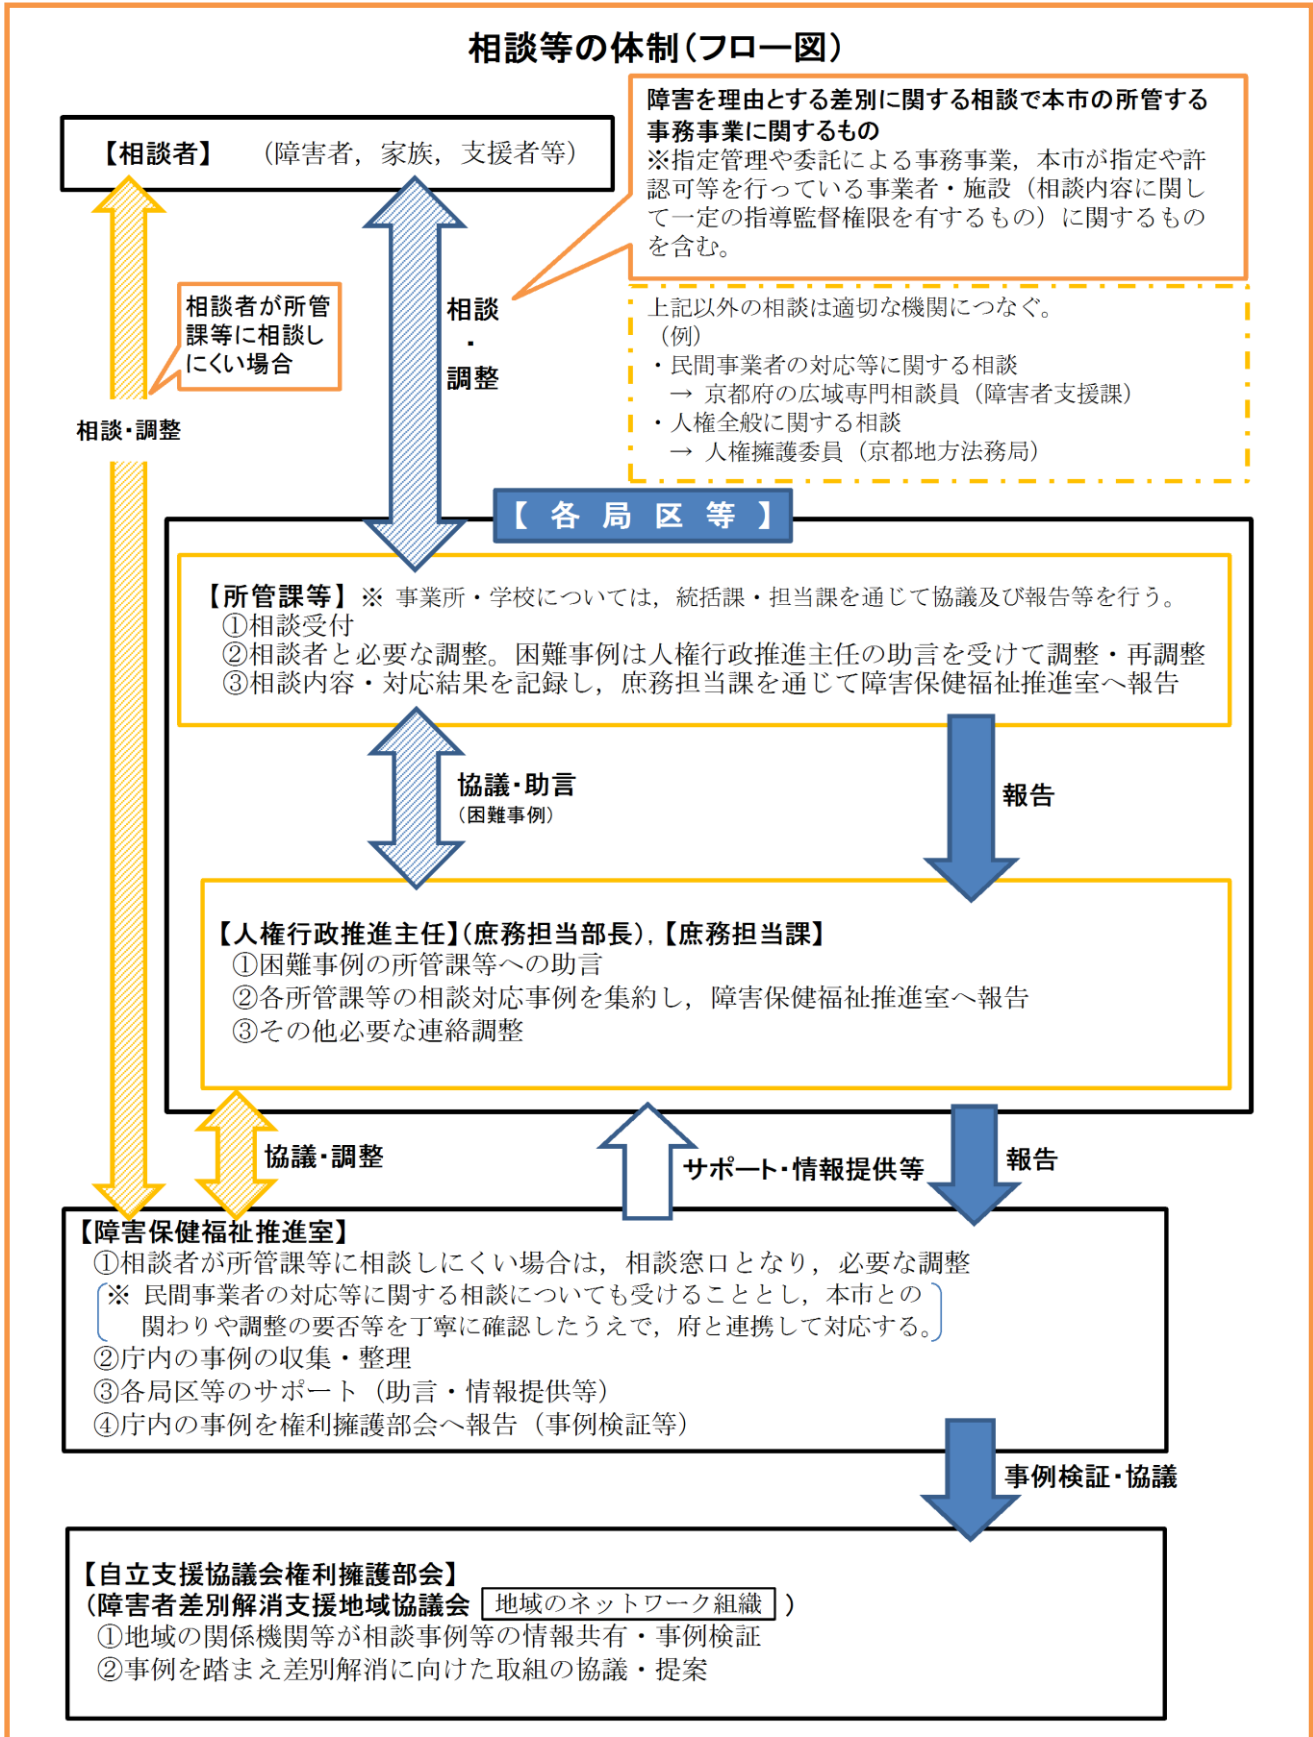 相談等の体制(フロー図)
【相談者】 （障害者，家族，支援者等）
障害を理由とする差別に関する相談で本市の所管する
事務事業に関するもの
※指定管理や委託による事務事業，本市が指定や許
認可等を行っている事業者・施設（相談内容に関し
て一定の指導監督権限を有するもの）に関するもの
を含む。
相談者が所管
課等に相談し
にくい場合
相談
・
調整
上記以外の相談は適切な機関につなぐ。
（例）
・民間事業者の対応等に関する相談
→ 京都府の広域専門相談員（障害者支援課）
・人権全般に関する相談
→ 人権擁護委員（京都地方法務局）
相談・調整
【 各 局 区 等 】
【所管課等】※ 事業所・学校については，統括課・担当課を通じて協議及び報告等を行う。
①相談受付
②相談者と必要な調整。困難事例は人権行政推進主任の助言を受けて調整・再調整
③相談内容・対応結果を記録し，庶務担当課を通じて障害保健福祉推進室へ報告
協議・助言
（困難事例）
報告
【人権行政推進主任】(庶務担当部長)，【庶務担当課】
①困難事例の所管課等への助言
②各所管課等の相談対応事例を集約し，障害保健福祉推進室へ報告
③その他必要な連絡調整
協議・調整
サポート・情報提供等
報告
【障害保健福祉推進室】
①相談者が所管課等に相談しにくい場合は，相談窓口となり，必要な調整
※ 民間事業者の対応等に関する相談についても受けることとし，本市との
関わりや調整の要否等を丁寧に確認したうえで，府と連携して対応する。
②庁内の事例の収集・整理
③各局区等のサポート（助言・情報提供等）
④庁内の事例を権利擁護部会へ報告（事例検証等）
事例検証・協議
【自立支援協議会権利擁護部会】
(障害者差別解消支援地域協議会 地域のネットワーク組織 )
①地域の関係機関等が相談事例等の情報共有・事例検証
②事例を踏まえ差別解消に向けた取組の協議・提案